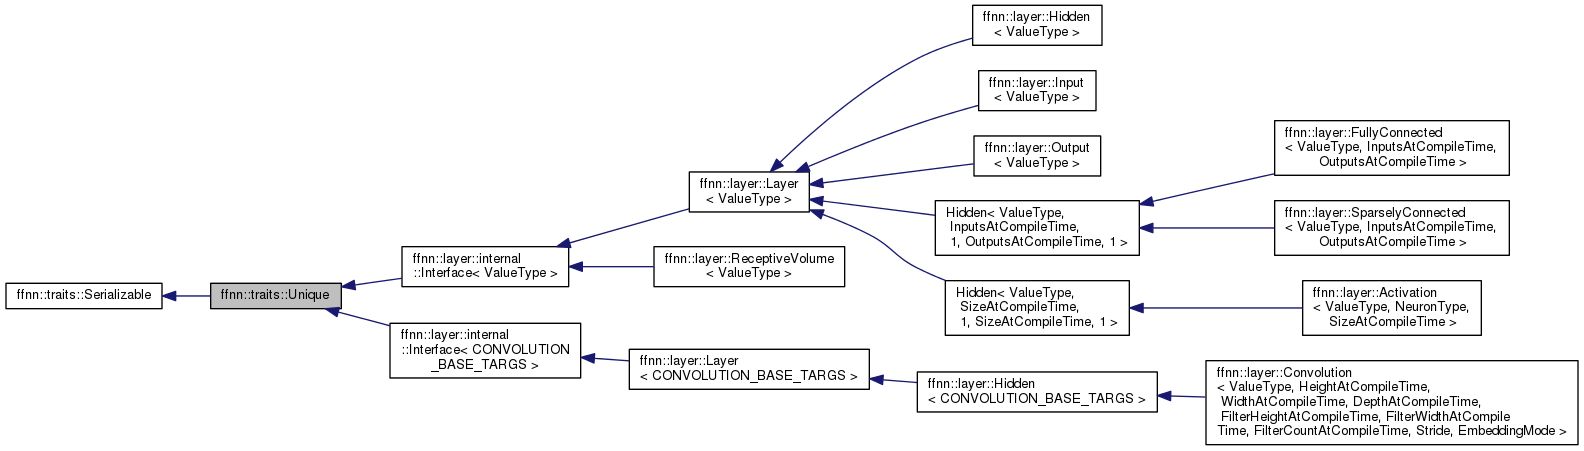 ffnn::traits::Serializable
ffnn::traits::Unique
ffnn::layer::internal
::Interface< ValueType >
ffnn::layer::internal
::Interface< CONVOLUTION
_BASE_TARGS >
ffnn::layer::Layer
< ValueType >
ffnn::layer::ReceptiveVolume
< ValueType >
ffnn::layer::Layer
< CONVOLUTION_BASE_TARGS >
ffnn::layer::Hidden
< ValueType >
ffnn::layer::Input
< ValueType >
ffnn::layer::Output
< ValueType >
Hidden< ValueType,
InputsAtCompileTime,
1, OutputsAtCompileTime, 1 >
Hidden< ValueType,
SizeAtCompileTime,
1, SizeAtCompileTime, 1 >
ffnn::layer::Hidden
< CONVOLUTION_BASE_TARGS >
ffnn::layer::FullyConnected
< ValueType, InputsAtCompileTime,
OutputsAtCompileTime >
ffnn::layer::SparselyConnected
< ValueType, InputsAtCompileTime,
OutputsAtCompileTime >
ffnn::layer::Activation
< ValueType, NeuronType,
SizeAtCompileTime >
ffnn::layer::Convolution
< ValueType, HeightAtCompileTime,
WidthAtCompileTime, DepthAtCompileTime,
FilterHeightAtCompileTime, FilterWidthAtCompile
Time, FilterCountAtCompileTime, Stride, EmbeddingMode >